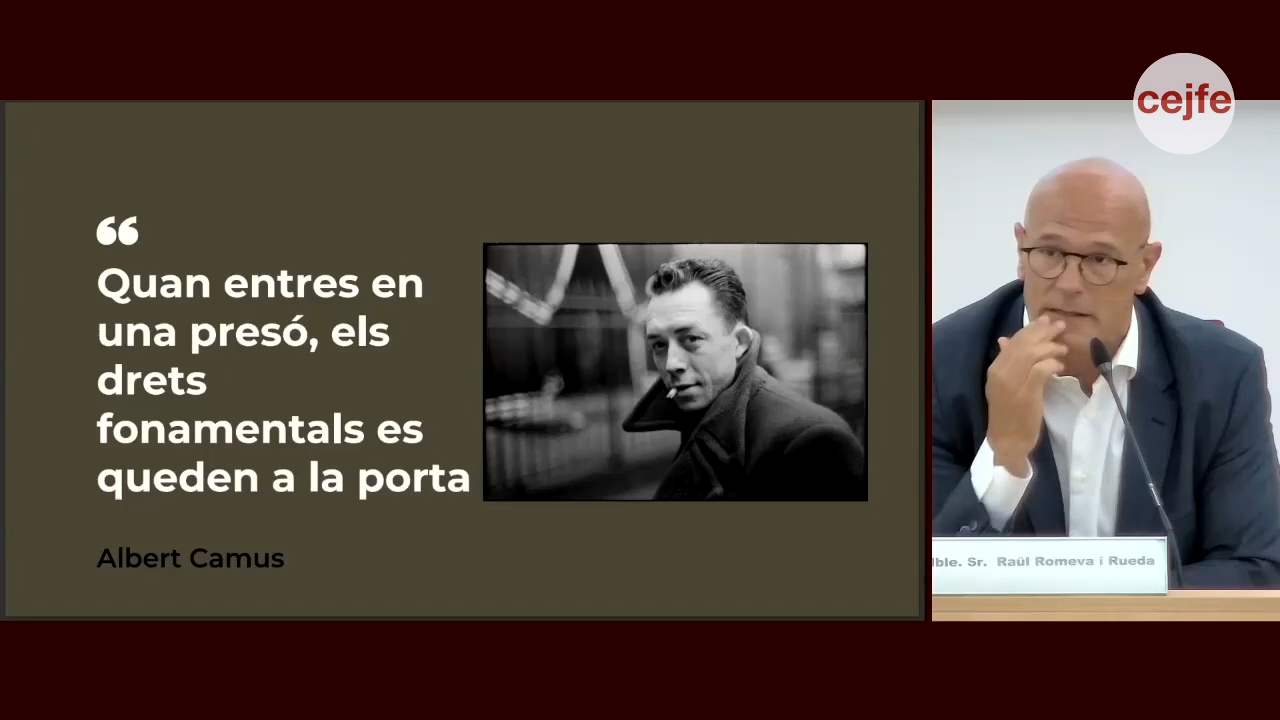 cejfe
“
Quan entres en
una presó, els
drets
fonamentals es
queden a la porta
Albert Camus
lble. Sr. Raül Romeva i Rueda